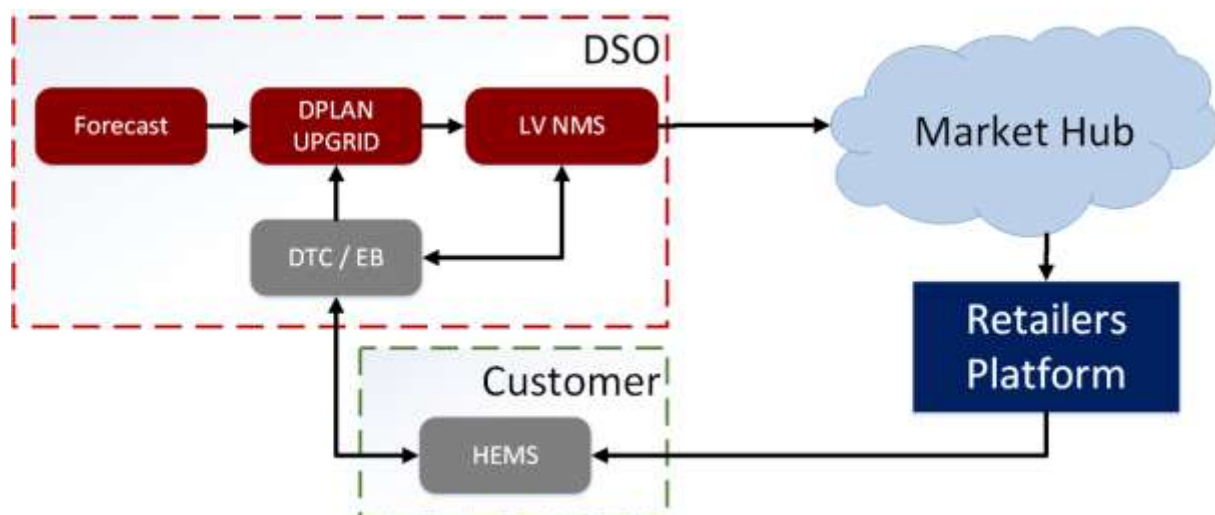 DSO
Forecast
DPLAN
UPGRID
LV NMS
Market Hub
DTC / EB
Retailers
Platform
Customer
HEMS